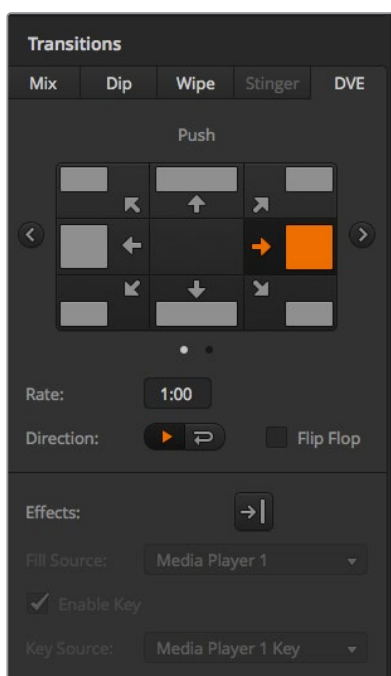 Transitions
Mix Dip Wipe Stinger DVE
Push
Rate: 1:00
Direction: Flip Flop
Effects:
Fill Source: Media Player 1
Enable Key
Key Source: Media Player 1 Key